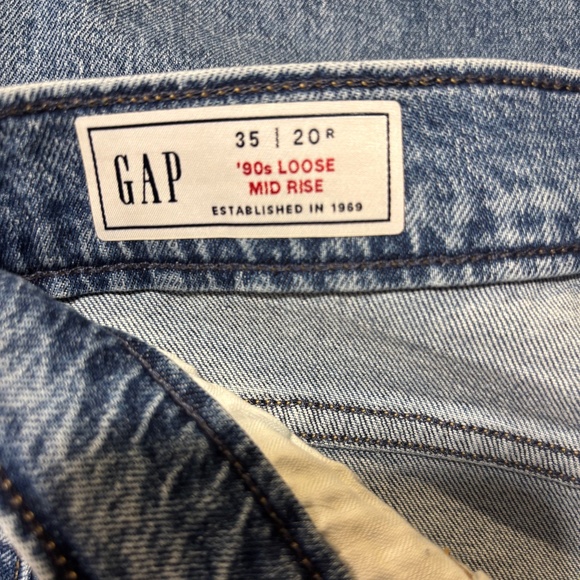 GAP
35 | 20R
'90s LOOSE
MID RISE
ESTABLISHED IN 1969